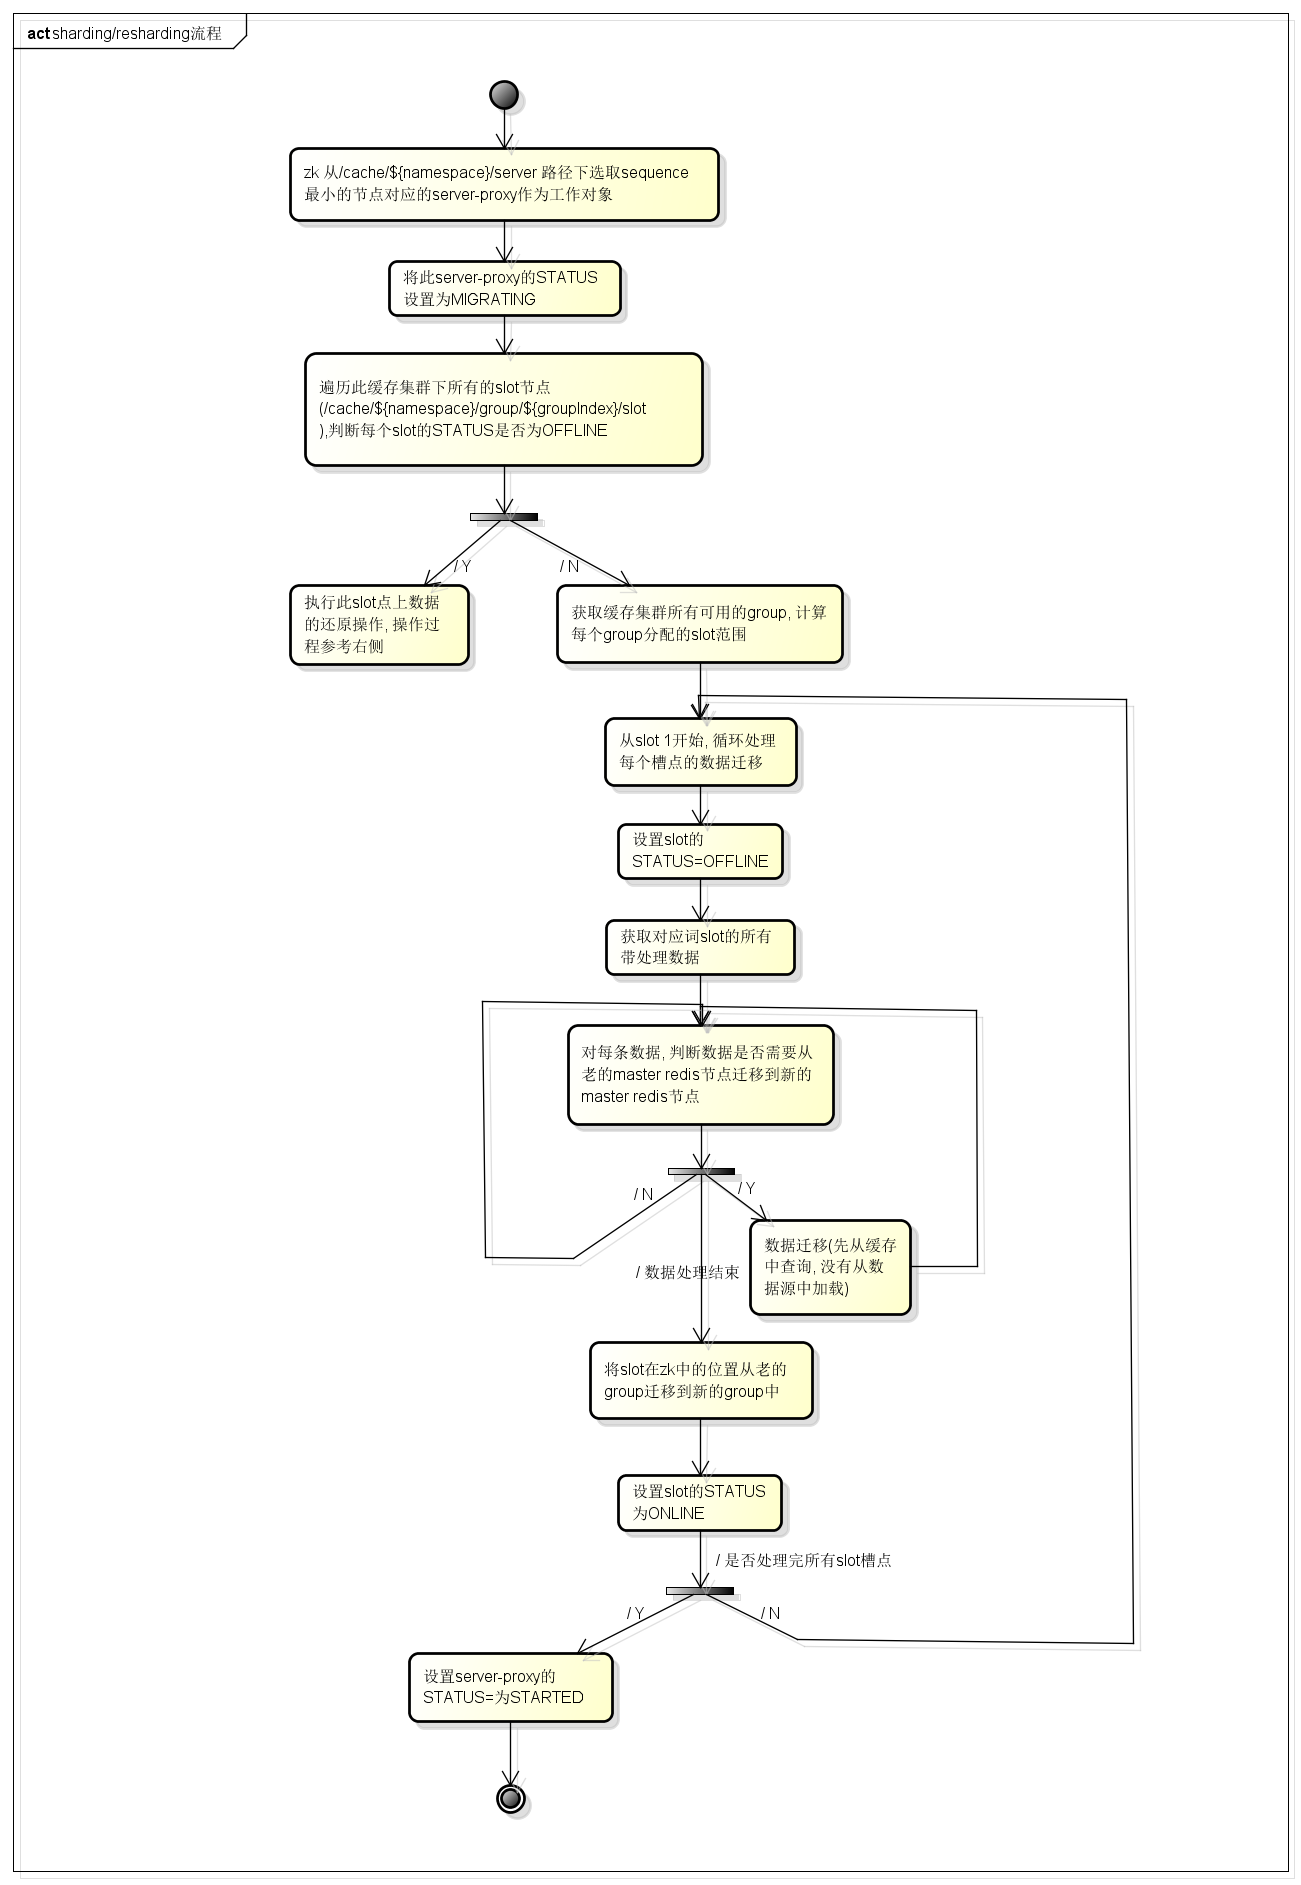 act sharding/resharding流程
zk 从/cache/${namespace}/server 路径下选取sequence
最小的节点对应的server-proxy作为工作对象
将此server-proxy的STATUS
设置为MIGRATING
遍历此缓存集群下所有的slot节点
(/cache/${namespace}/group/${groupIndex}/slot
),判断每个slot的STATUS是否为OFFLINE
/ Y
/ N
执行此slot点上数据
的还原操作, 操作过
程参考右侧
获取缓存集群所有可用的group, 计算
每个group分配的slot范围
从slot 1开始, 循环处理
每个槽点的数据迁移
设置slot的
STATUS=OFFLINE
获取对应词slot的所有
带处理数据
对每条数据, 判断数据是否需要从
老的master redis节点迁移到新的
master redis节点
/ N
/ Y
/ 数据处理结束
数据迁移(先从缓存
中查询, 没有从数
据源中加载)
将slot在zk中的位置从老的
group迁移到新的group中
设置slot的STATUS
为ONLINE
/ 是否处理完所有slot槽点
/ Y
/ N
设置server-proxy的
STATUS=为STARTED